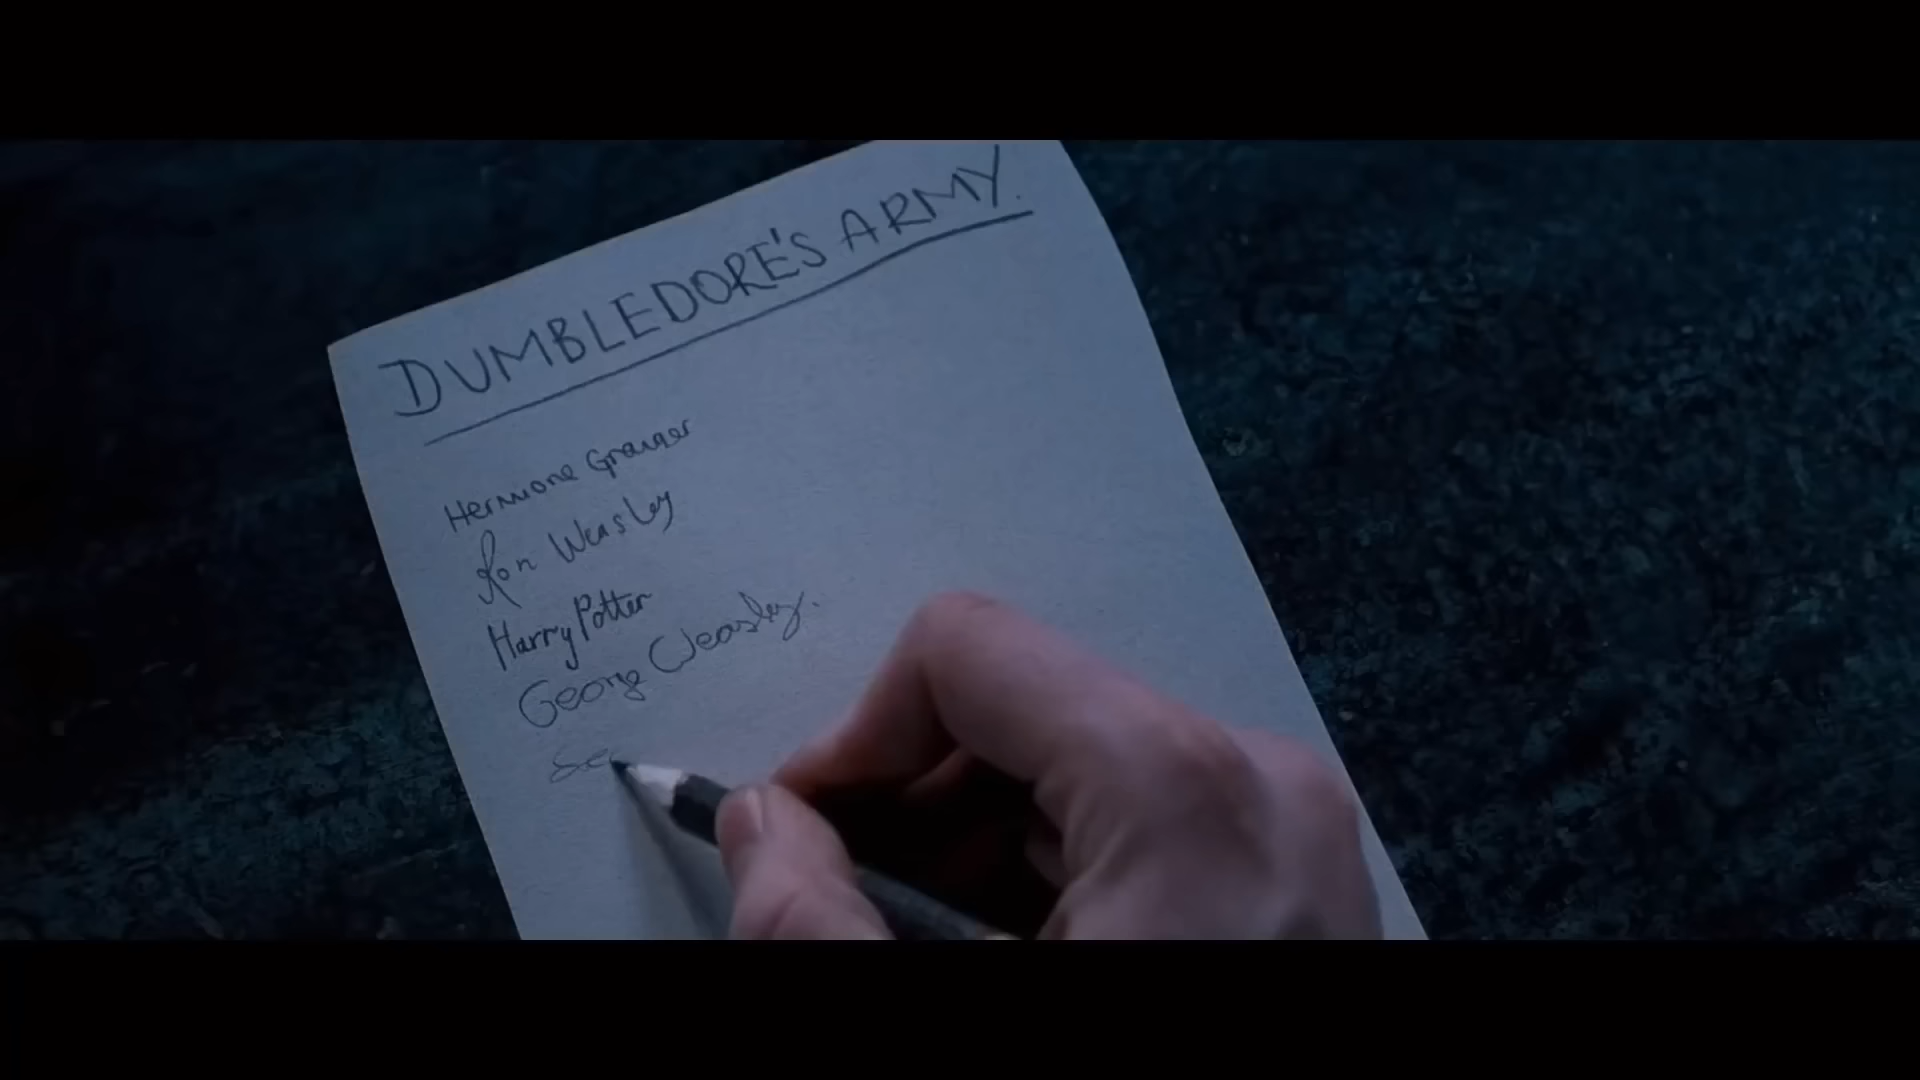 DUMBLEDORE'S ARMY.
Hermione Granger
Ron Weasley
Harry Potter
George Weasley.